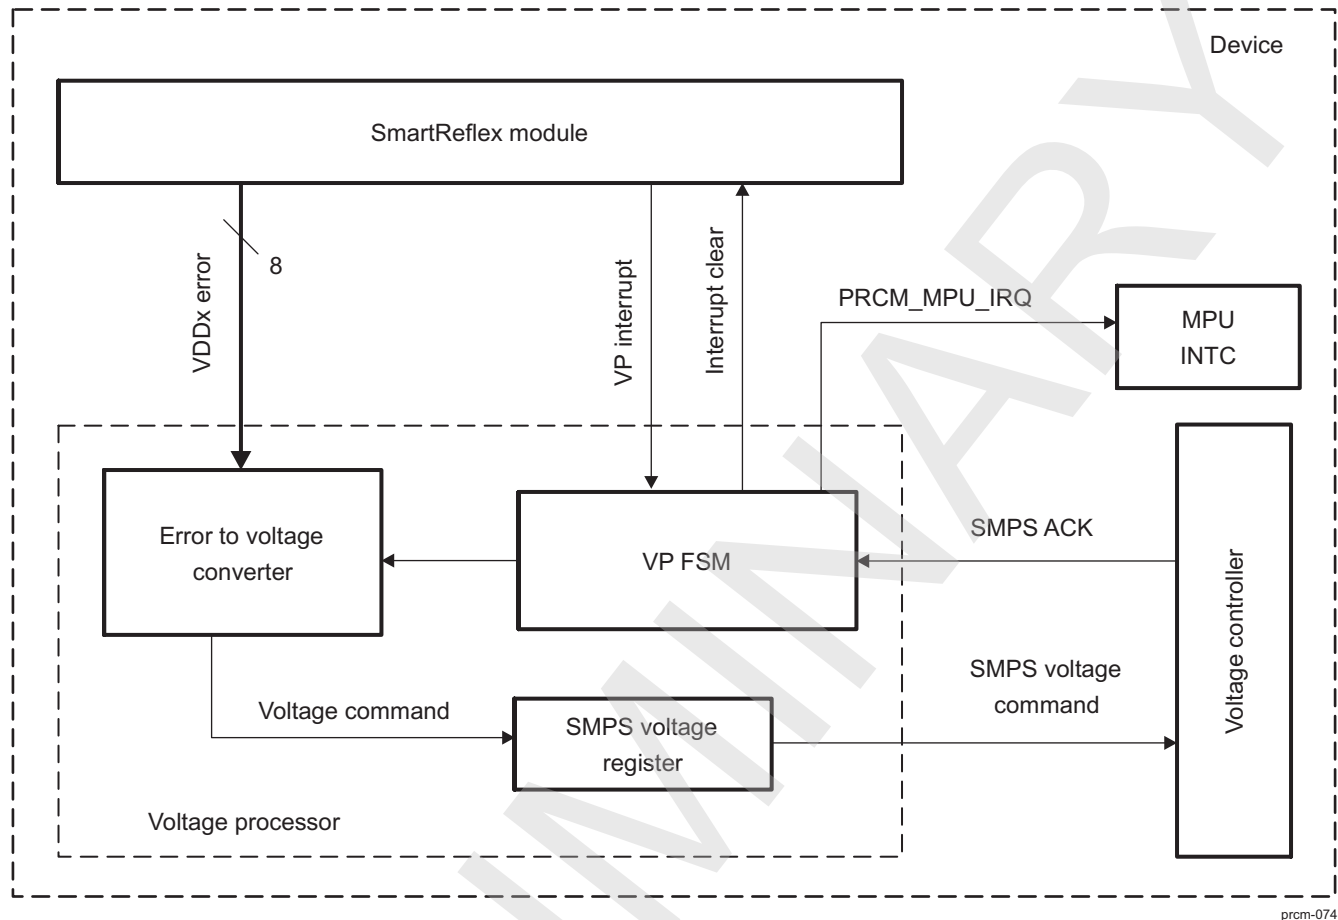 Device
SmartReflex module
VDDx error
8
VP interrupt
Interrupt clear
PRCM_MPU_IRQ
MPU
INTC
Error to voltage
converter
VP FSM
SMPS ACK
Voltage controller
Voltage command
SMPS voltage
register
SMPS voltage
command
Voltage processor
prcm-074
IMINARY